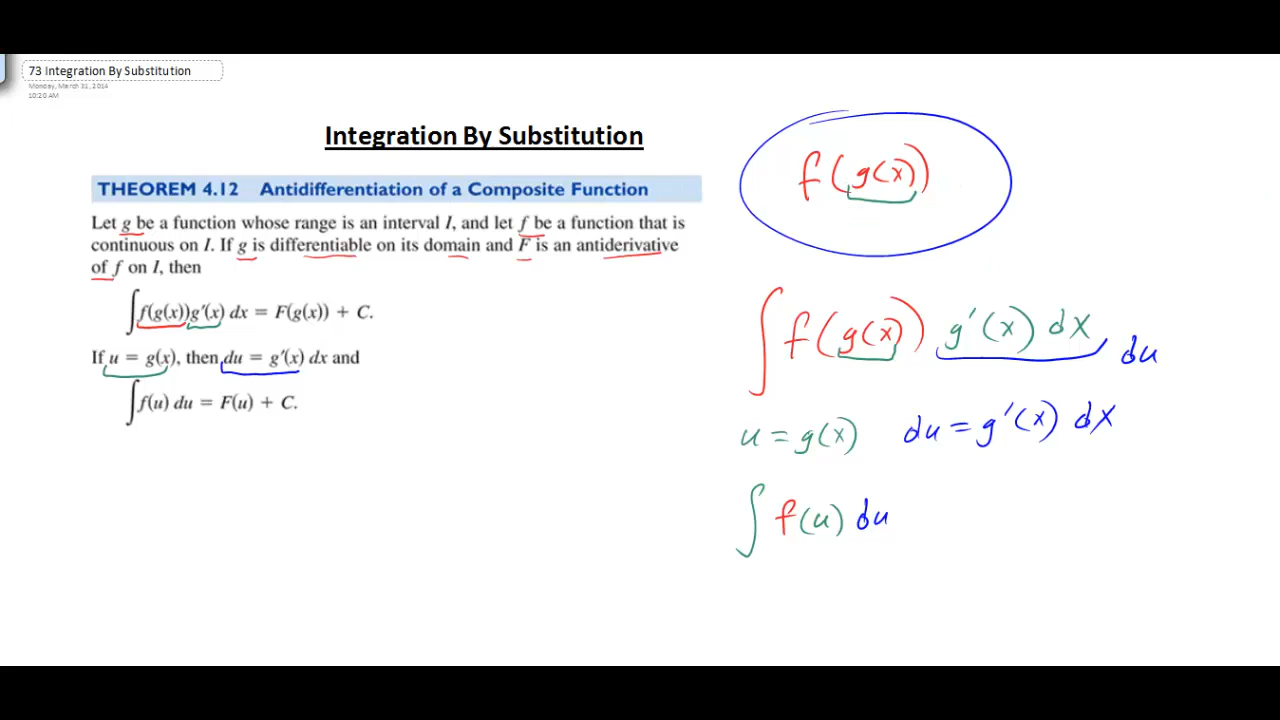 73 Integration By Substitution
Monday, March 31, 2014
10:20 AM
Integration By Substitution
THEOREM 4.12 Antidifferentiation of a Composite Function
Let g be a function whose range is an interval I, and let f be a function that is
continuous on I. If g is differentiable on its domain and F is an antiderivative
of f on I, then
∫f(g(x))g′(x) dx = F(g(x)) + C.
If u = g(x), then du = g′(x) dx and
∫f(u) du = F(u) + C.
f(g(x))
∫ f(g(x)) g′(x) dx
du
u = g(x) du = g′(x) dx
∫ f(u) du